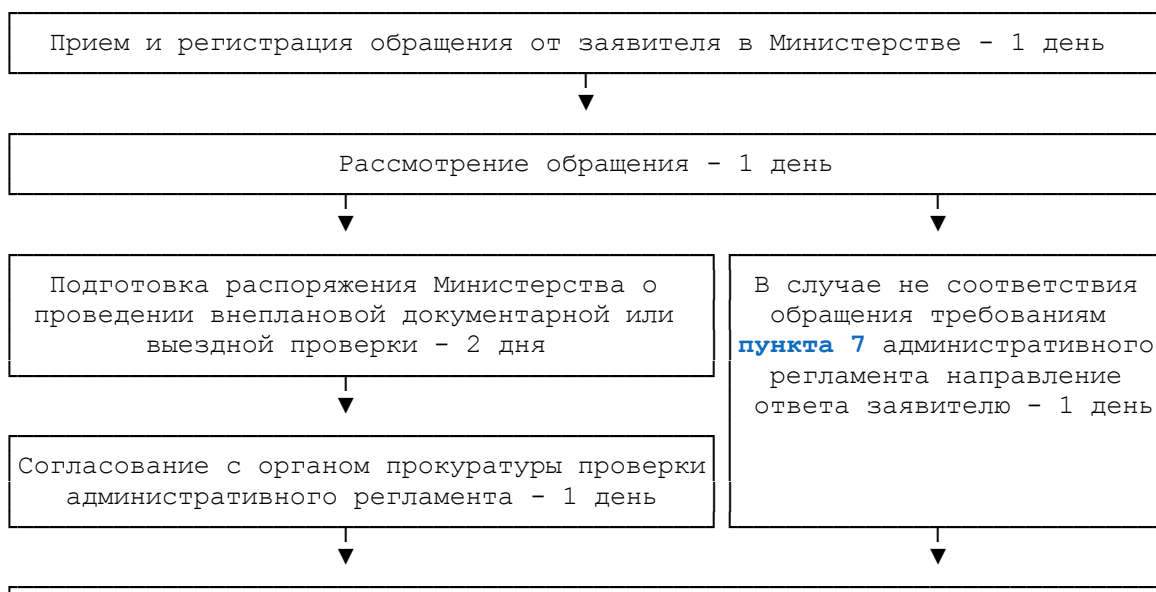 Прием и регистрация обращения от заявителя в Министерстве - 1 день
Рассмотрение обращения - 1 день
Подготовка распоряжения Министерства о
проведении внеплановой документарной или
выездной проверки - 2 дня
В случае не соответствия
обращения требованиям
пункта 7 административного
регламента направление
ответа заявителю - 1 день
Согласование с органом прокуратуры проверки
административного регламента - 1 день